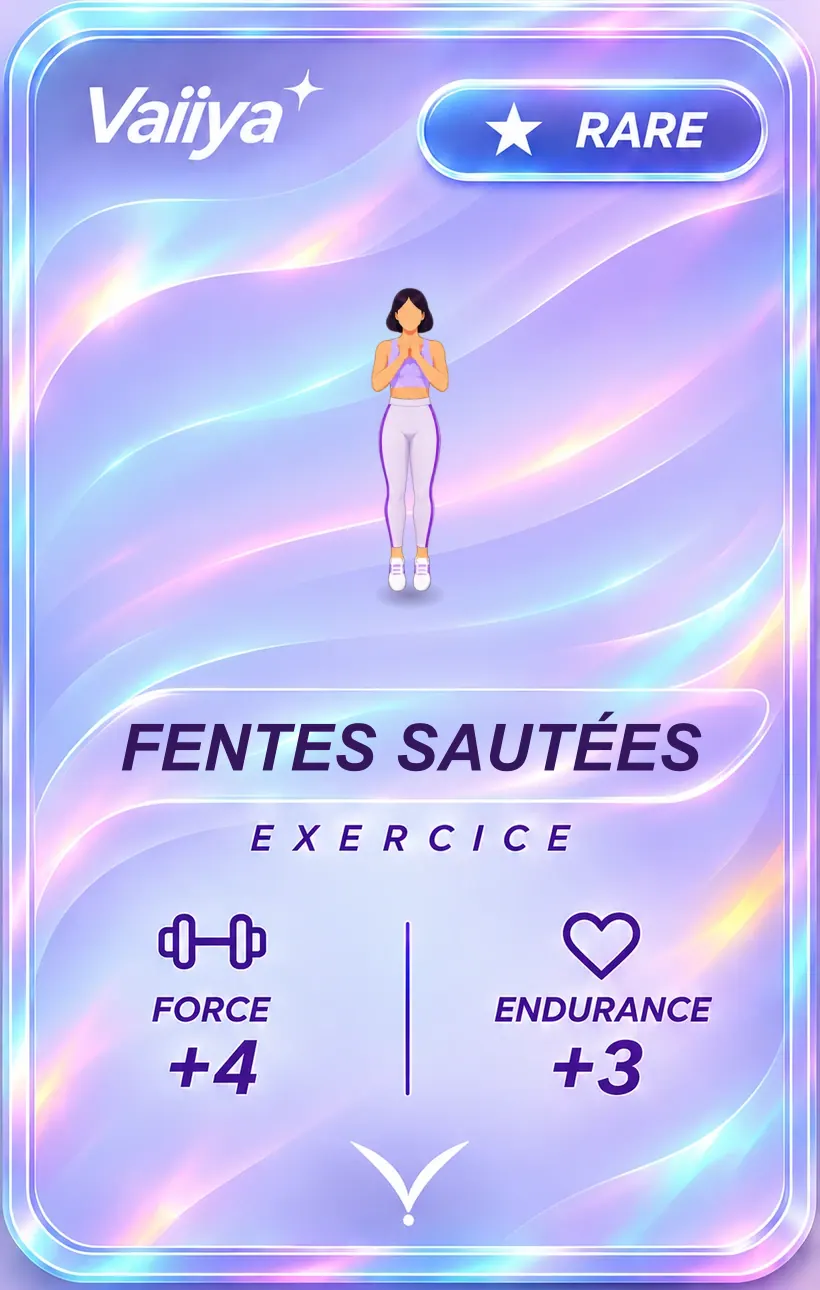 Vaiiya
RARE
FENTES SAUTÉES
EXERCICE
FORCE
+4
ENDURANCE
+3